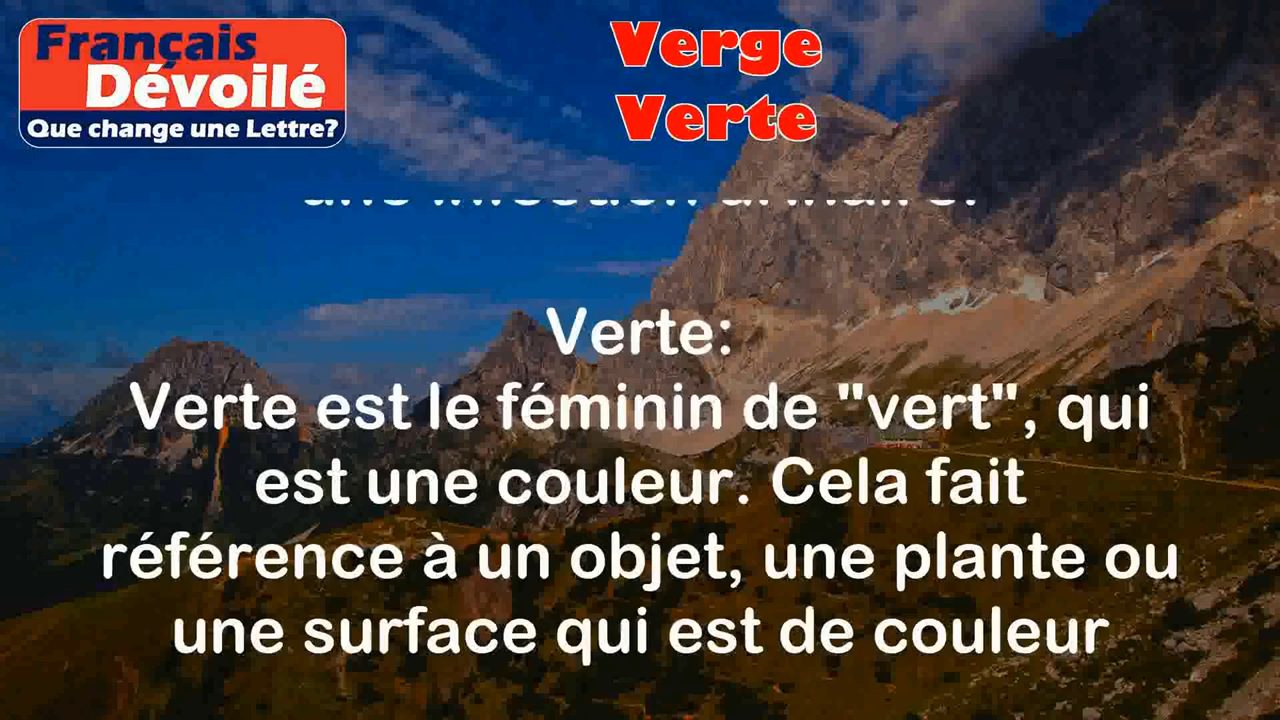 Français
Dévoilé
Que change une Lettre?
Verge
Verte
Verte:
Verte est le féminin de "vert", qui
est une couleur. Cela fait
référence à un objet, une plante ou
une surface qui est de couleur